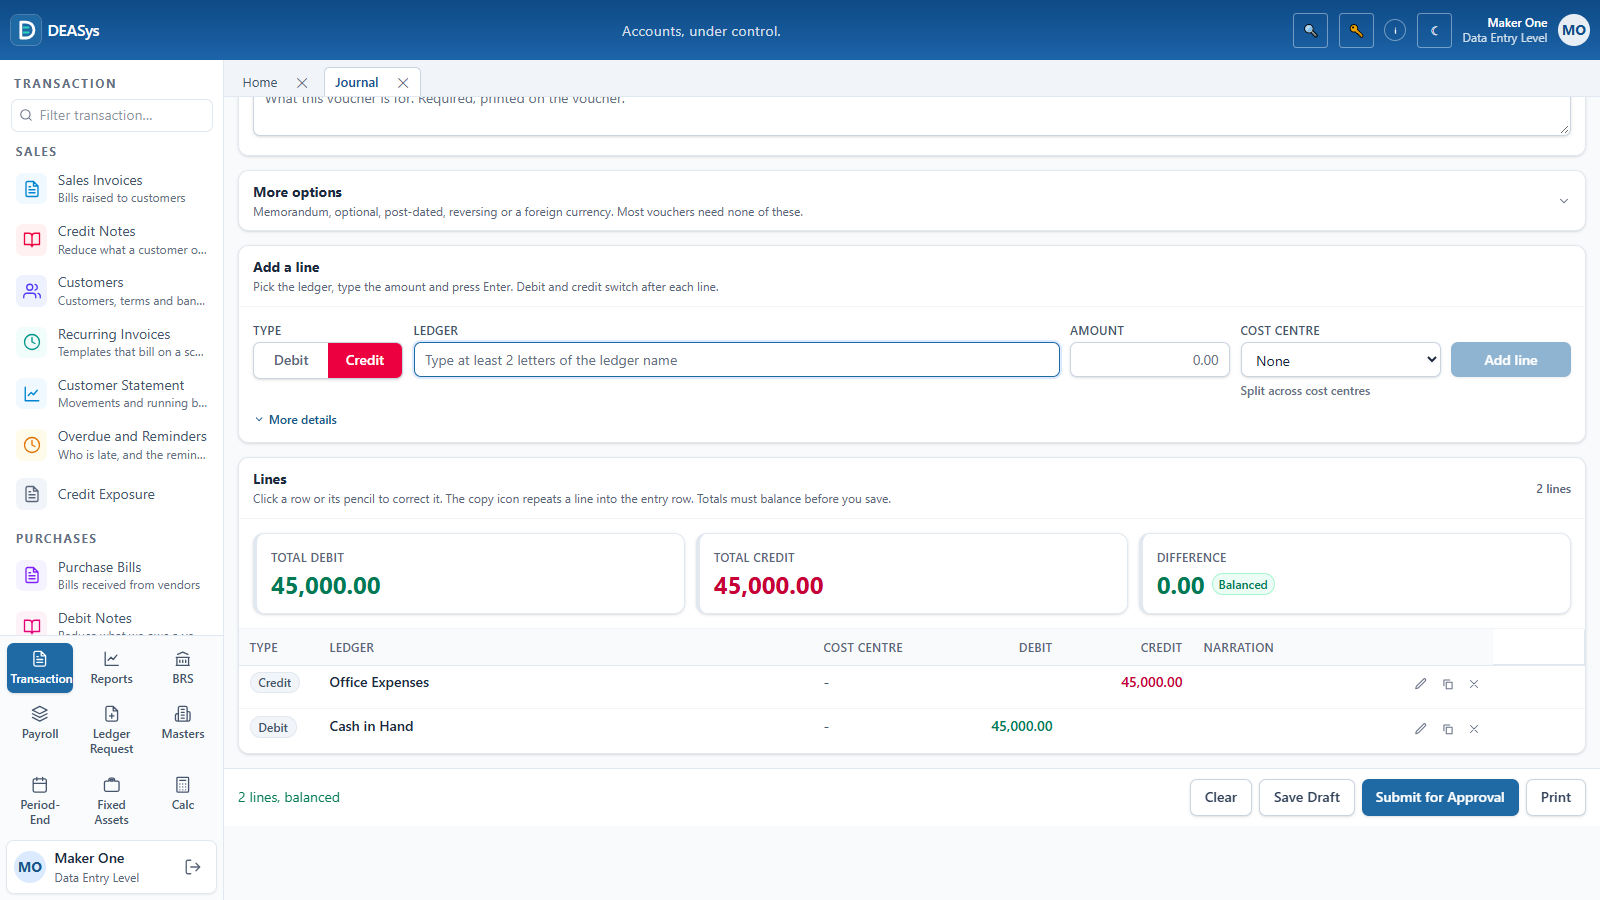 DEASys
Accounts, under control.
Maker One
Data Entry Level
MO
TRANSACTION
Filter transaction...
SALES
Sales Invoices
Bills raised to customers
Credit Notes
Reduce what a customer o...
Customers
Customers, terms and ban...
Recurring Invoices
Templates that bill on a sc...
Customer Statement
Movements and running b...
Overdue and Reminders
Who is late, and the remin...
Credit Exposure
PURCHASES
Purchase Bills
Bills received from vendors
Debit Notes
Transaction
Reports
BRS
Payroll
Ledger Request
Masters
Period-End
Fixed Assets
Calc
MO
Maker One
Data Entry Level
Home
Journal
What this voucher is for. Required, printed on the voucher.
More options
Memorandum, optional, post-dated, reversing or a foreign currency. Most vouchers need none of these.
Add a line
Pick the ledger, type the amount and press Enter. Debit and credit switch after each line.
TYPE LEDGER AMOUNT COST CENTRE
Debit Credit Type at least 2 letters of the ledger name 0.00 None Add line
Split across cost centres
More details
Lines
Click a row or its pencil to correct it. The copy icon repeats a line into the entry row. Totals must balance before you save.
2 lines
TOTAL DEBIT
45,000.00
TOTAL CREDIT
45,000.00
DIFFERENCE
0.00 Balanced
TYPE LEDGER COST CENTRE DEBIT CREDIT NARRATION
Credit Office Expenses - 45,000.00
Debit Cash in Hand - 45,000.00
2 lines, balanced
Clear
Save Draft
Submit for Approval
Print